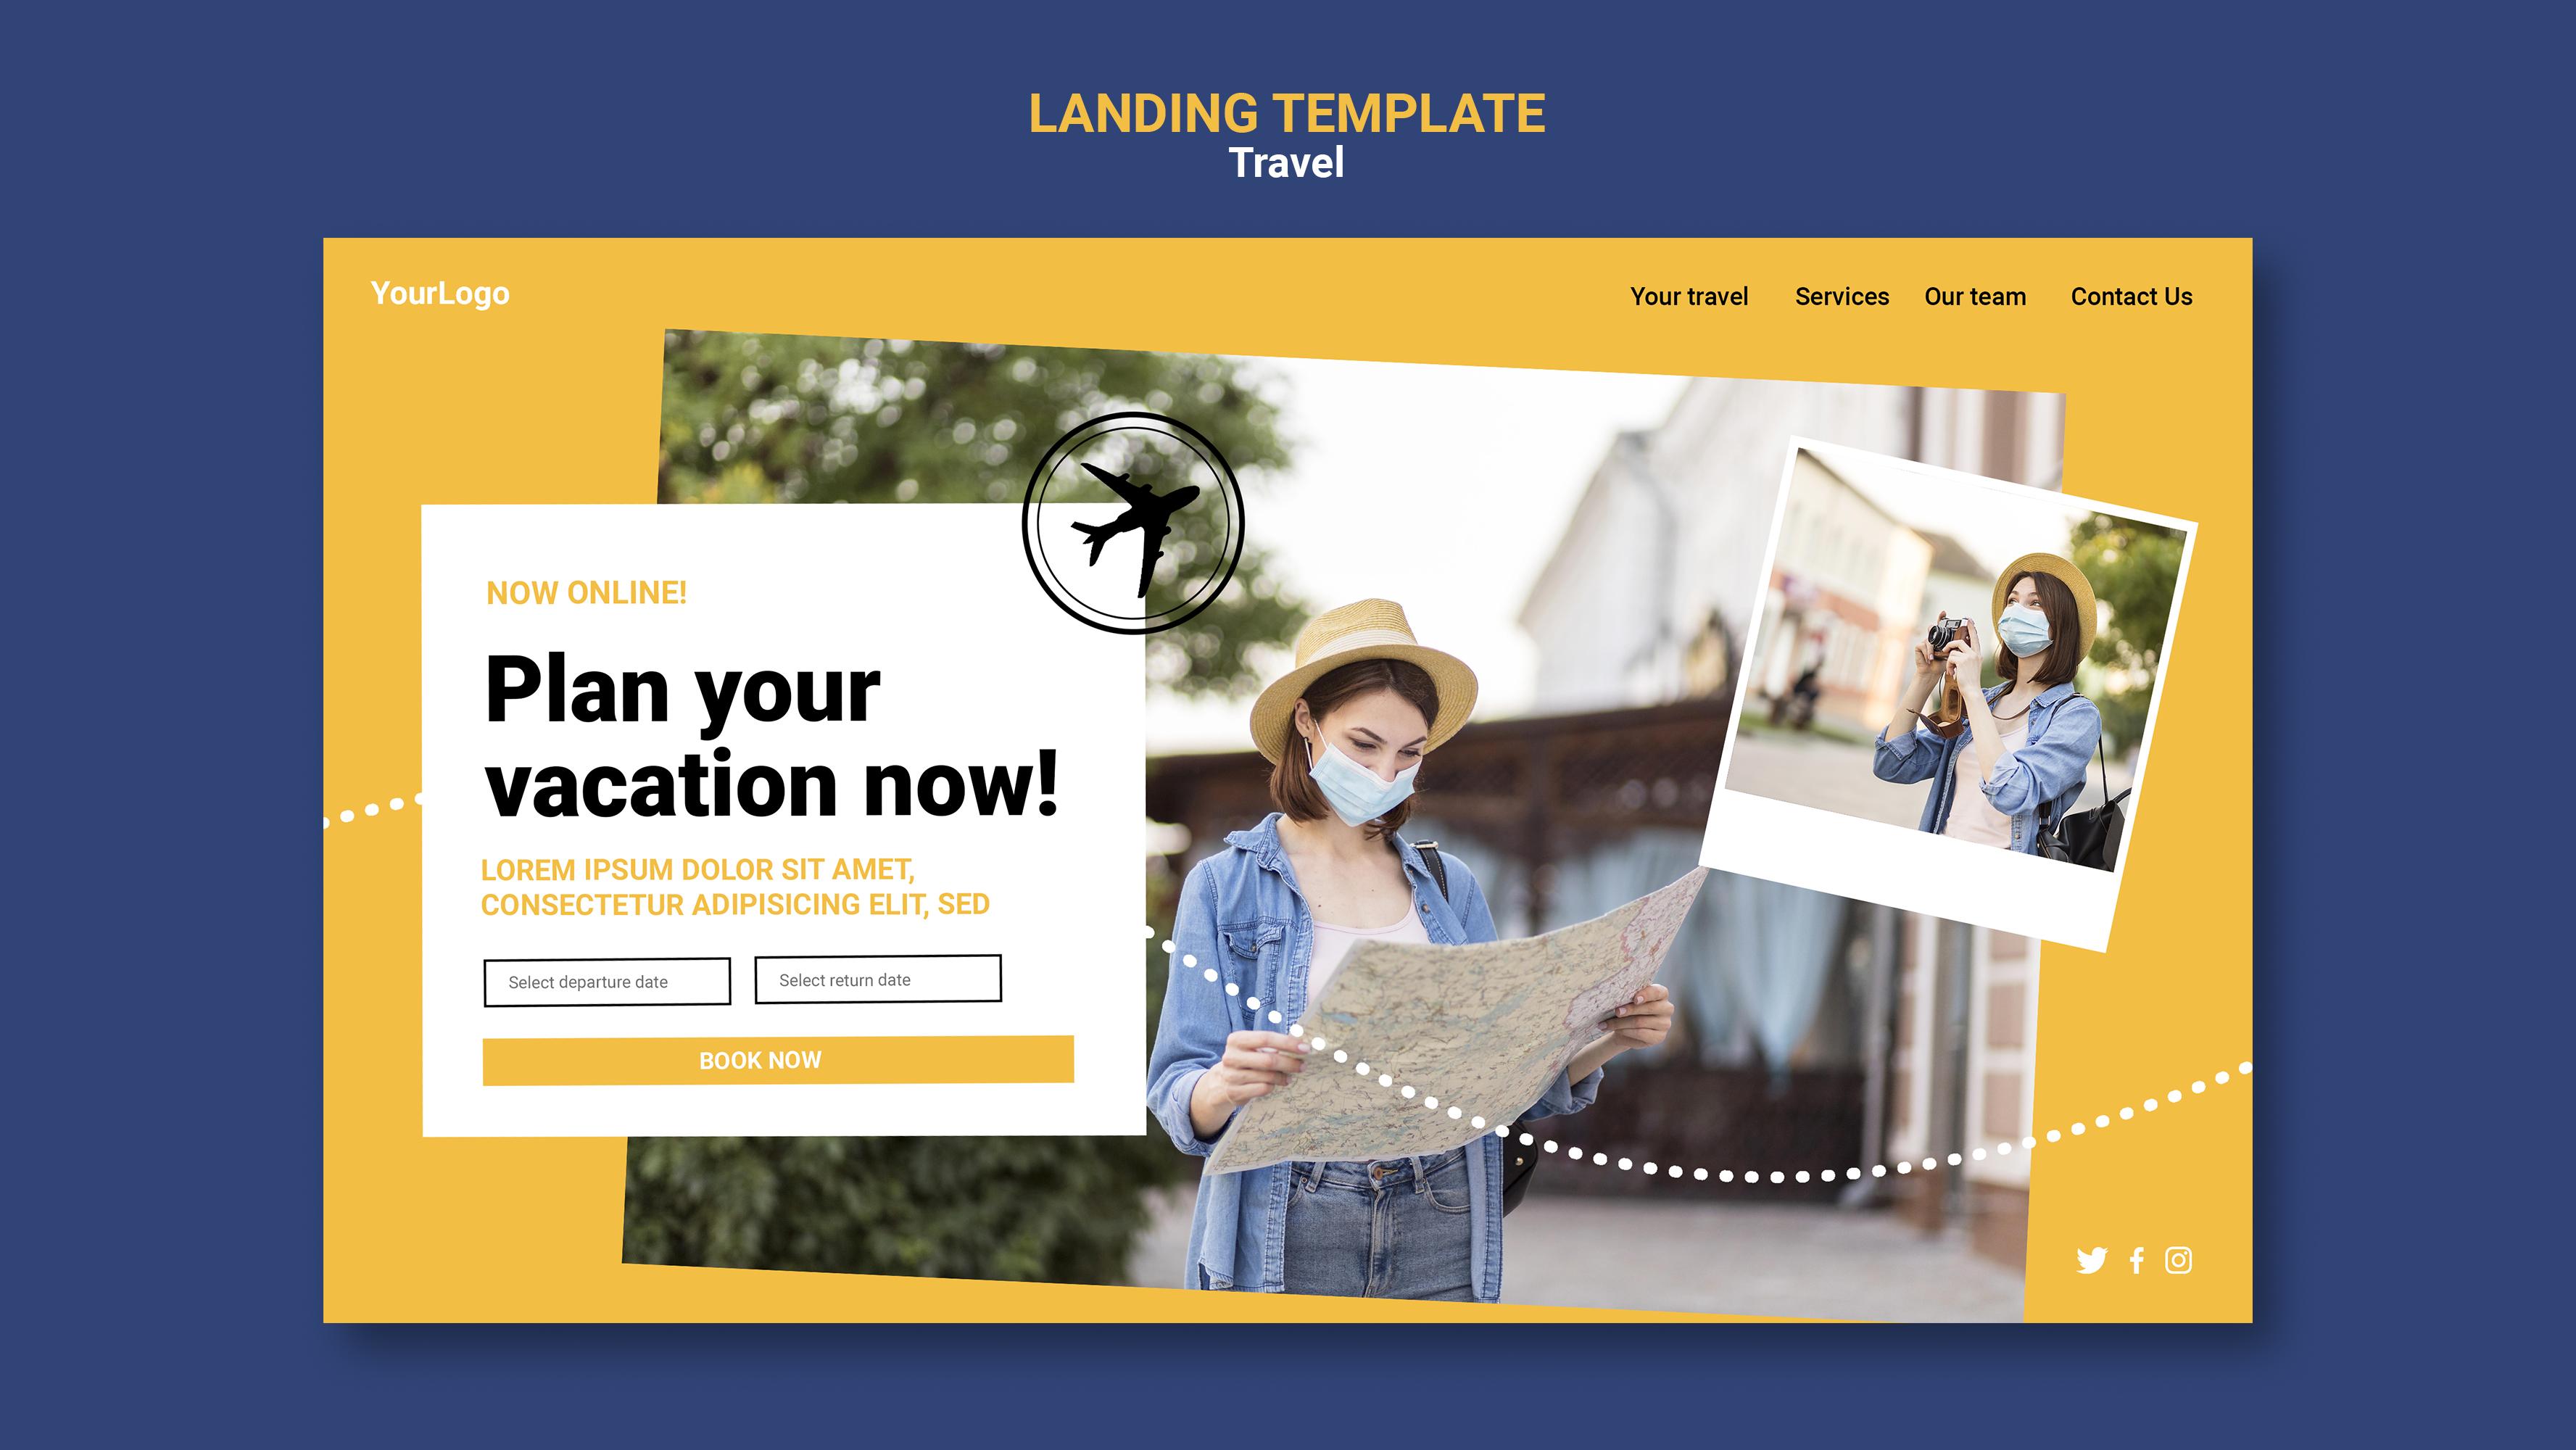 LANDING TEMPLATE
Travel
YourLogo
Your travel
Services
Our team
Contact Us
NOW ONLINE!
Plan your
vacation now!
LOREM IPSUM DOLOR SIT AMET,
CONSECTETUR ADIPISICING ELIT, SED
Select departure date
Select return date
BOOK NOW